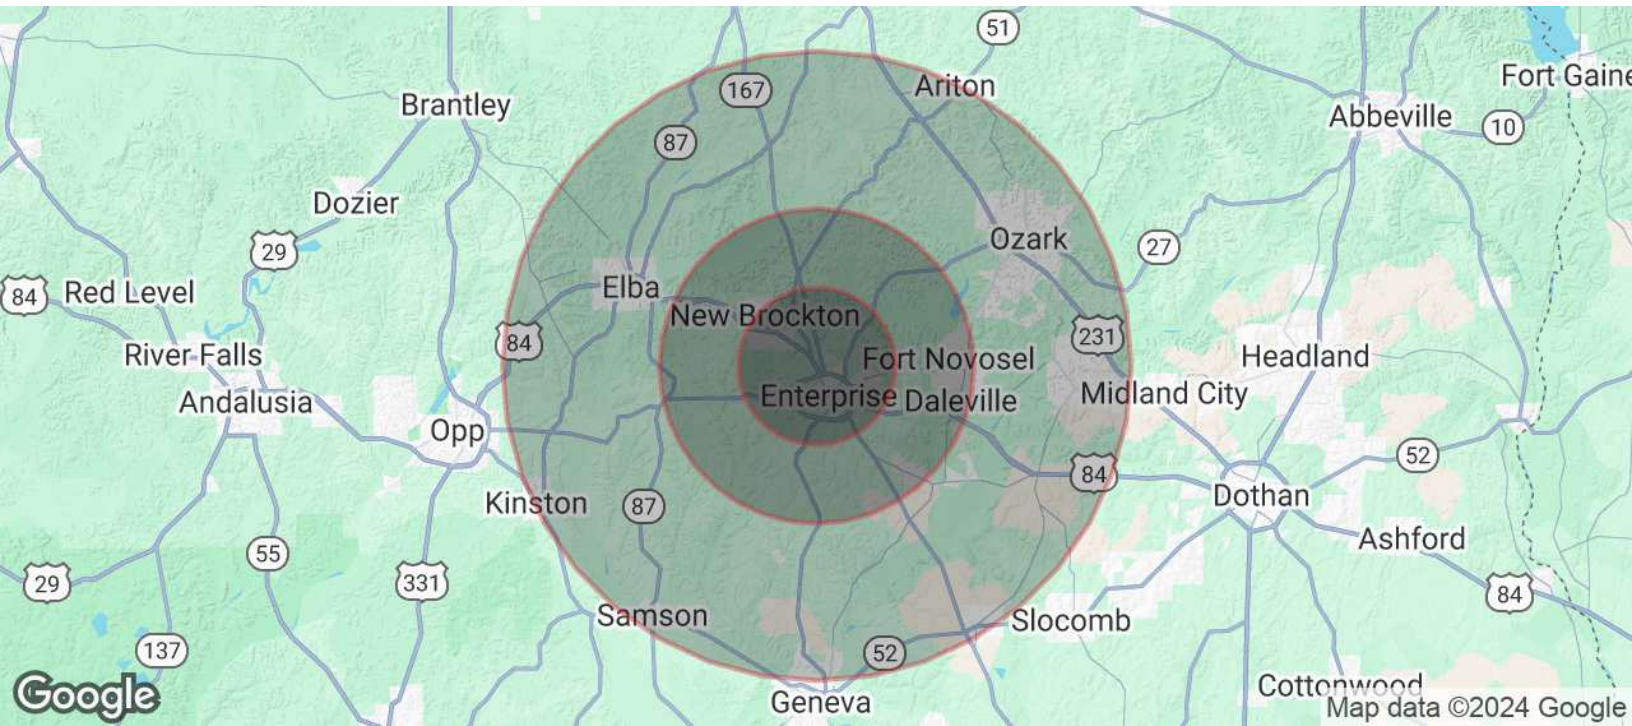 51
Fort Gaine
167
Ariton
Brantley
Abbeville
10
87
Dozier
29
Ozark
27
84
Red Level
Elba
New Brockton
84
231
River Falls
Fort Novosel
Headland
Andalusia
Enterprise
Daleville
Midland City
Opp
52
84
Kinston
87
Dothan
55
Ashford
29
331
84
Samson
Slocomb
137
52
Google
Geneva
Cottonwood
Map data ©2024 Google